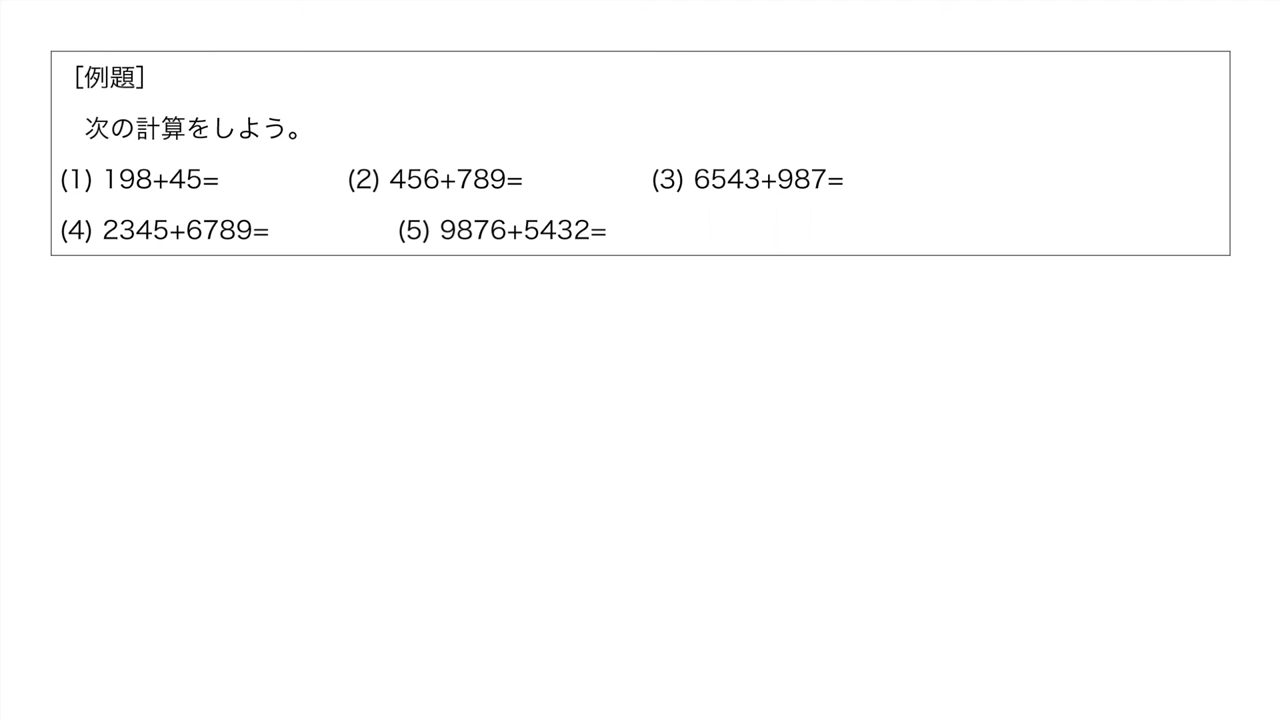 ［例題］
次の計算をしよう。
(1) 198+45= (2) 456+789= (3) 6543+987=
(4) 2345+6789= (5) 9876+5432=